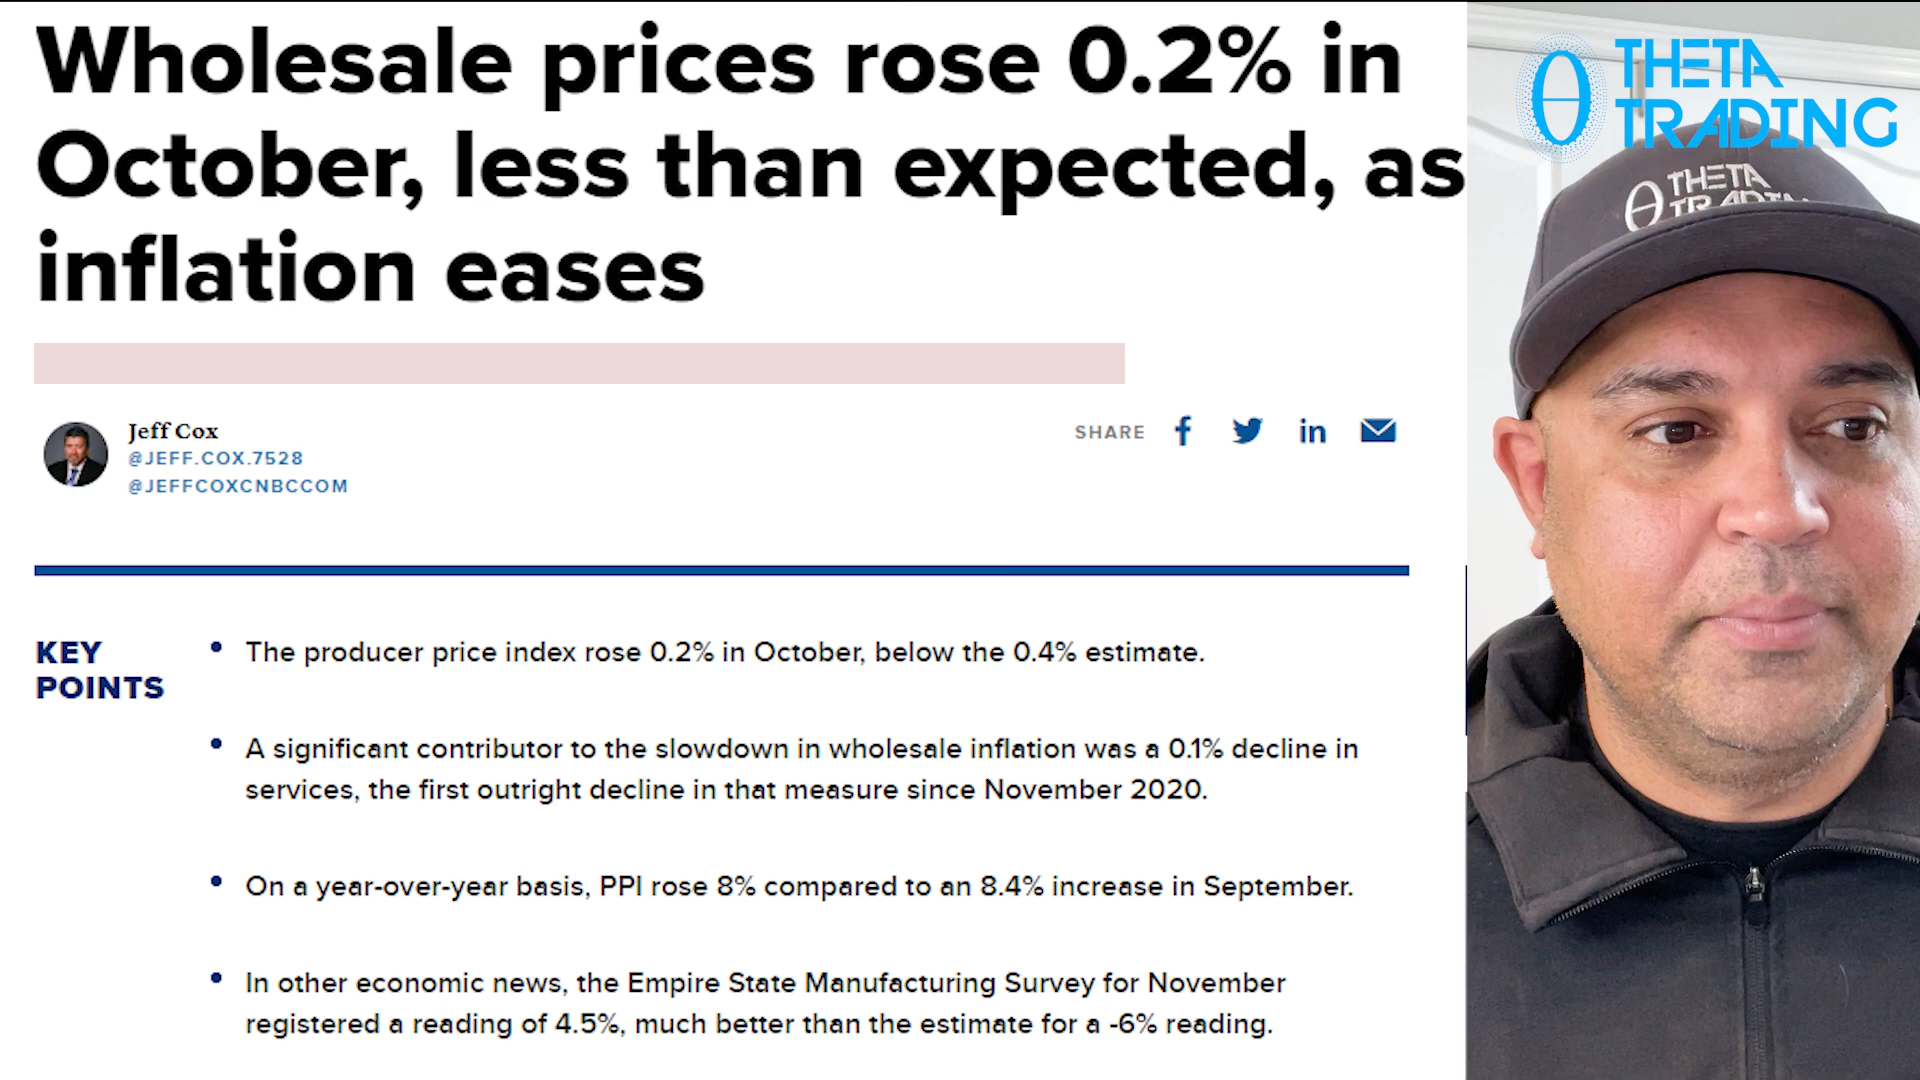 Wholesale prices rose 0.2% in
October, less than expected, as
inflation eases
Jeff Cox
@JEFF.COX.7528
@JEFFCOXCNBCCOM
SHARE
KEY
POINTS
• The producer price index rose 0.2% in October, below the 0.4% estimate.
• A significant contributor to the slowdown in wholesale inflation was a 0.1% decline in
services, the first outright decline in that measure since November 2020.
• On a year-over-year basis, PPI rose 8% compared to an 8.4% increase in September.
• In other economic news, the Empire State Manufacturing Survey for November
registered a reading of 4.5%, much better than the estimate for a -6% reading.
THETA
TRADING
THETA
TRADING